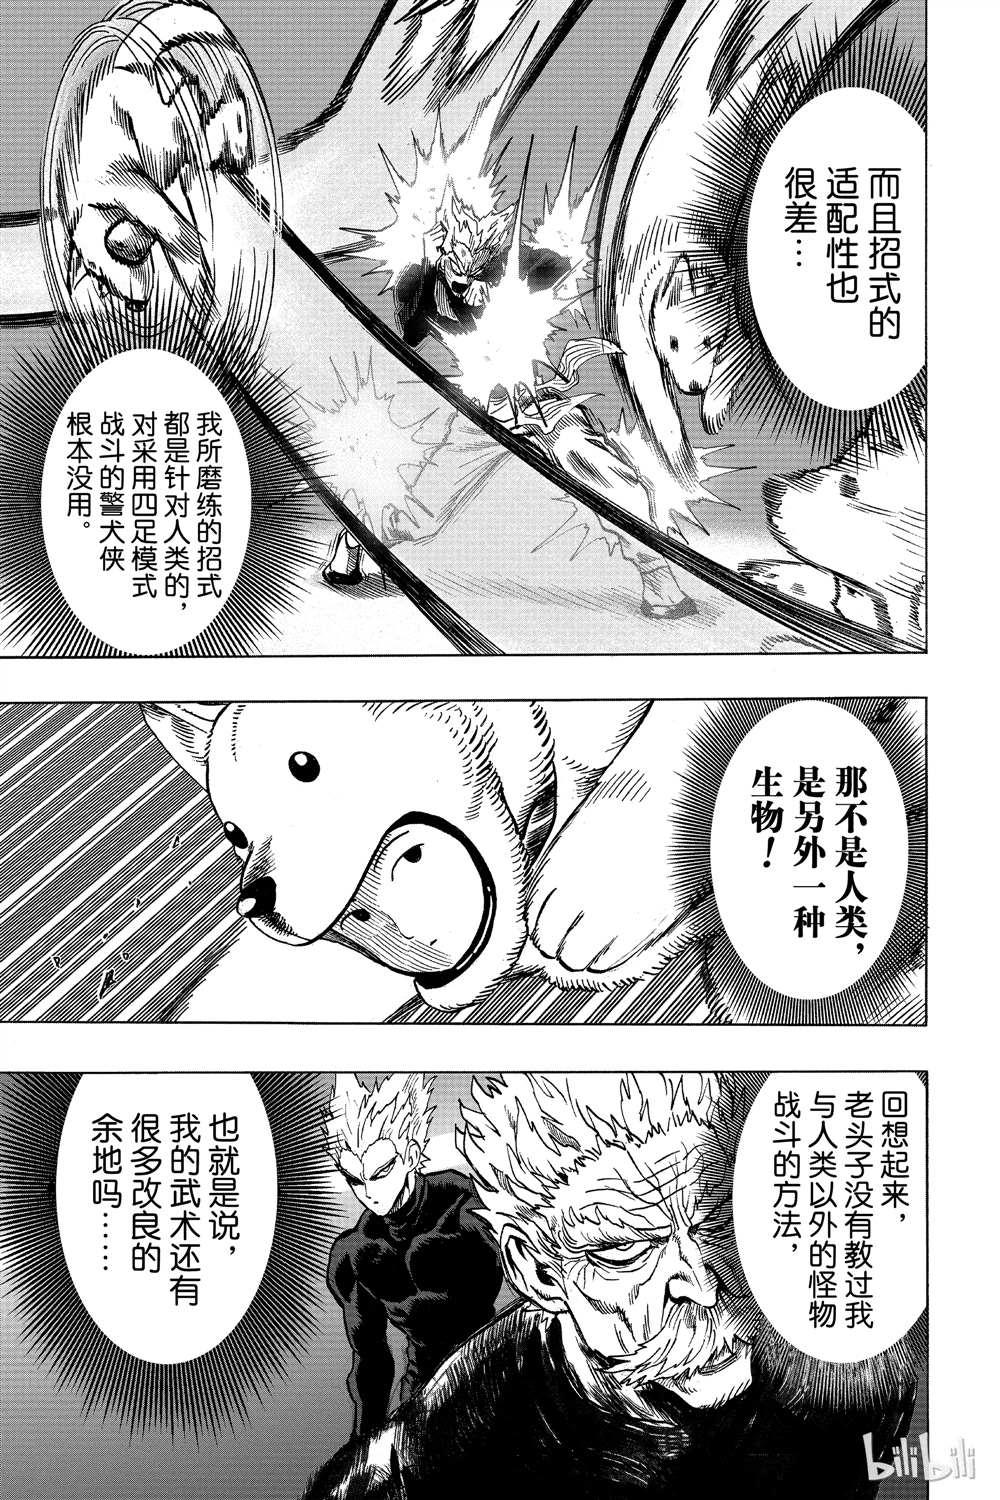 而且招式的
适配性也
很差…
我所磨练的招式
都是针对人类的，
对采用四足模式
战斗的警犬侠
根本没用。
那不是人类，
是另外一种
生物！
回想起来，
老头子没有教过我
与人类以外的怪物
战斗的方法，
也就是说，
我的武术还有
很多改良的
余地吗……
bilibili